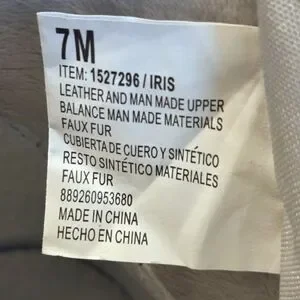 7M
ITEM: 1527296 / IRIS
LEATHER AND MAN MADE UPPER
BALANCE MAN MADE MATERIALS
FAUX FUR
CUBIERTA DE CUERO Y SINTÉTICO
RESTO SINTÉTICO MATERIALES
FAUX FUR
889260953680
MADE IN CHINA
HECHO EN CHINA